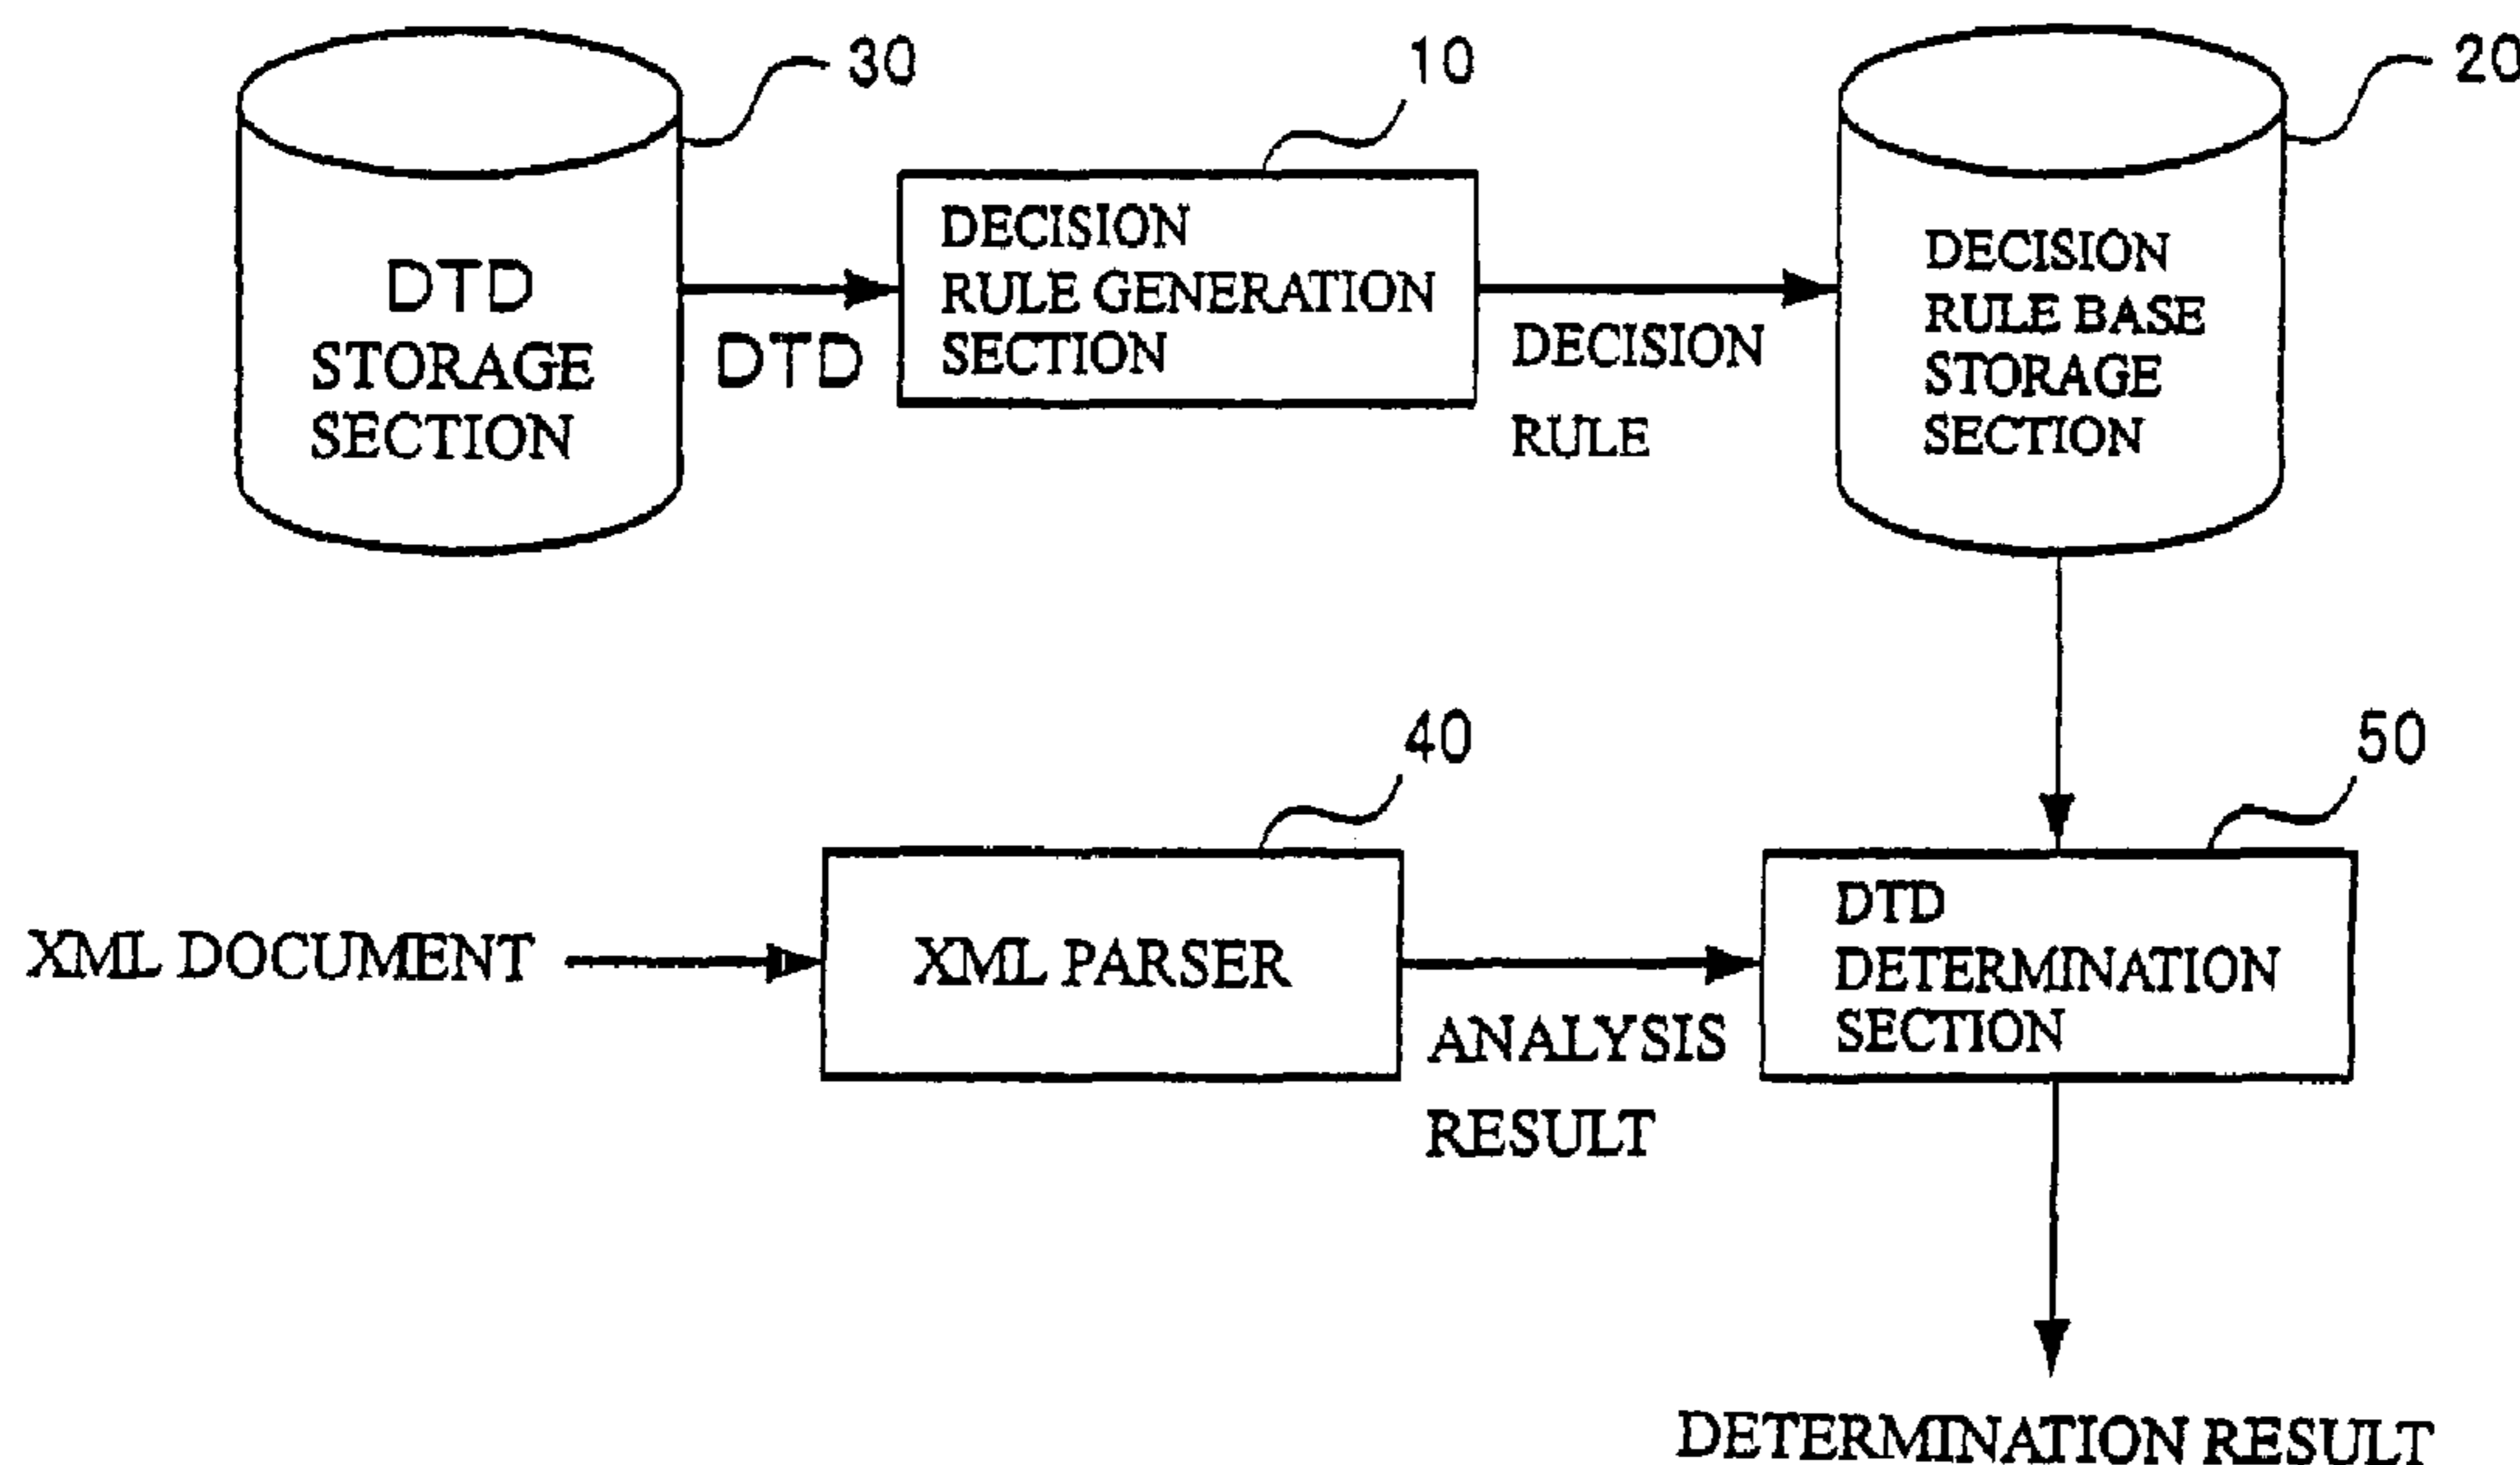 30
10
20
DTD
STORAGE
SECTION
DTD
DECISION
RULE GENERATION
SECTION
DECISION
RULE
DECISION
RULE BASE
STORAGE
SECTION
40
50
XML DOCUMENT
XML PARSER
ANALYSIS
RESULT
DTD
DETERMINATION
SECTION
DETERMINATION RESULT